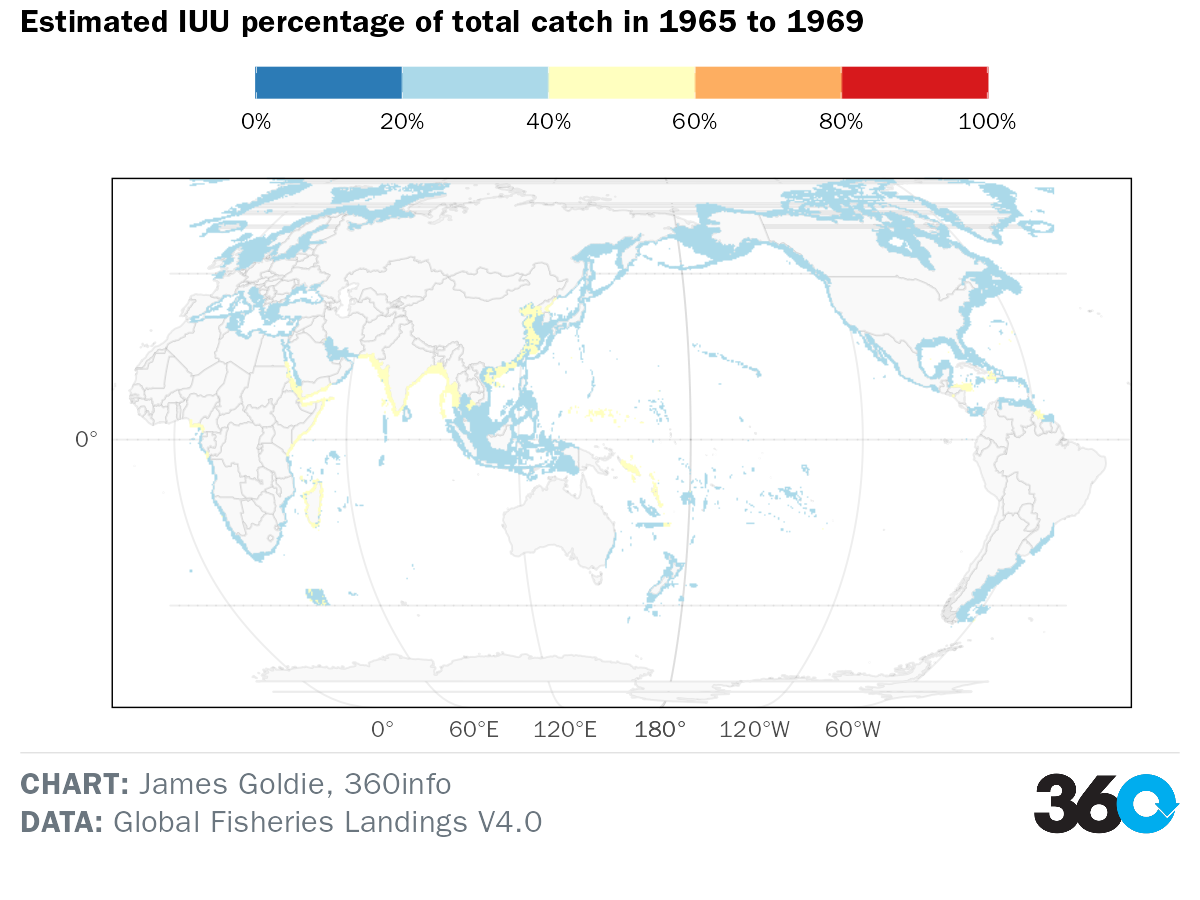 Estimated IUU percentage of total catch in 1965 to 1969
0% 20% 40% 60% 80% 100%
0°
0° 60°E 120°E 180° 120°W 60°W
CHART: James Goldie, 360info
DATA: Global Fisheries Landings V4.0
360